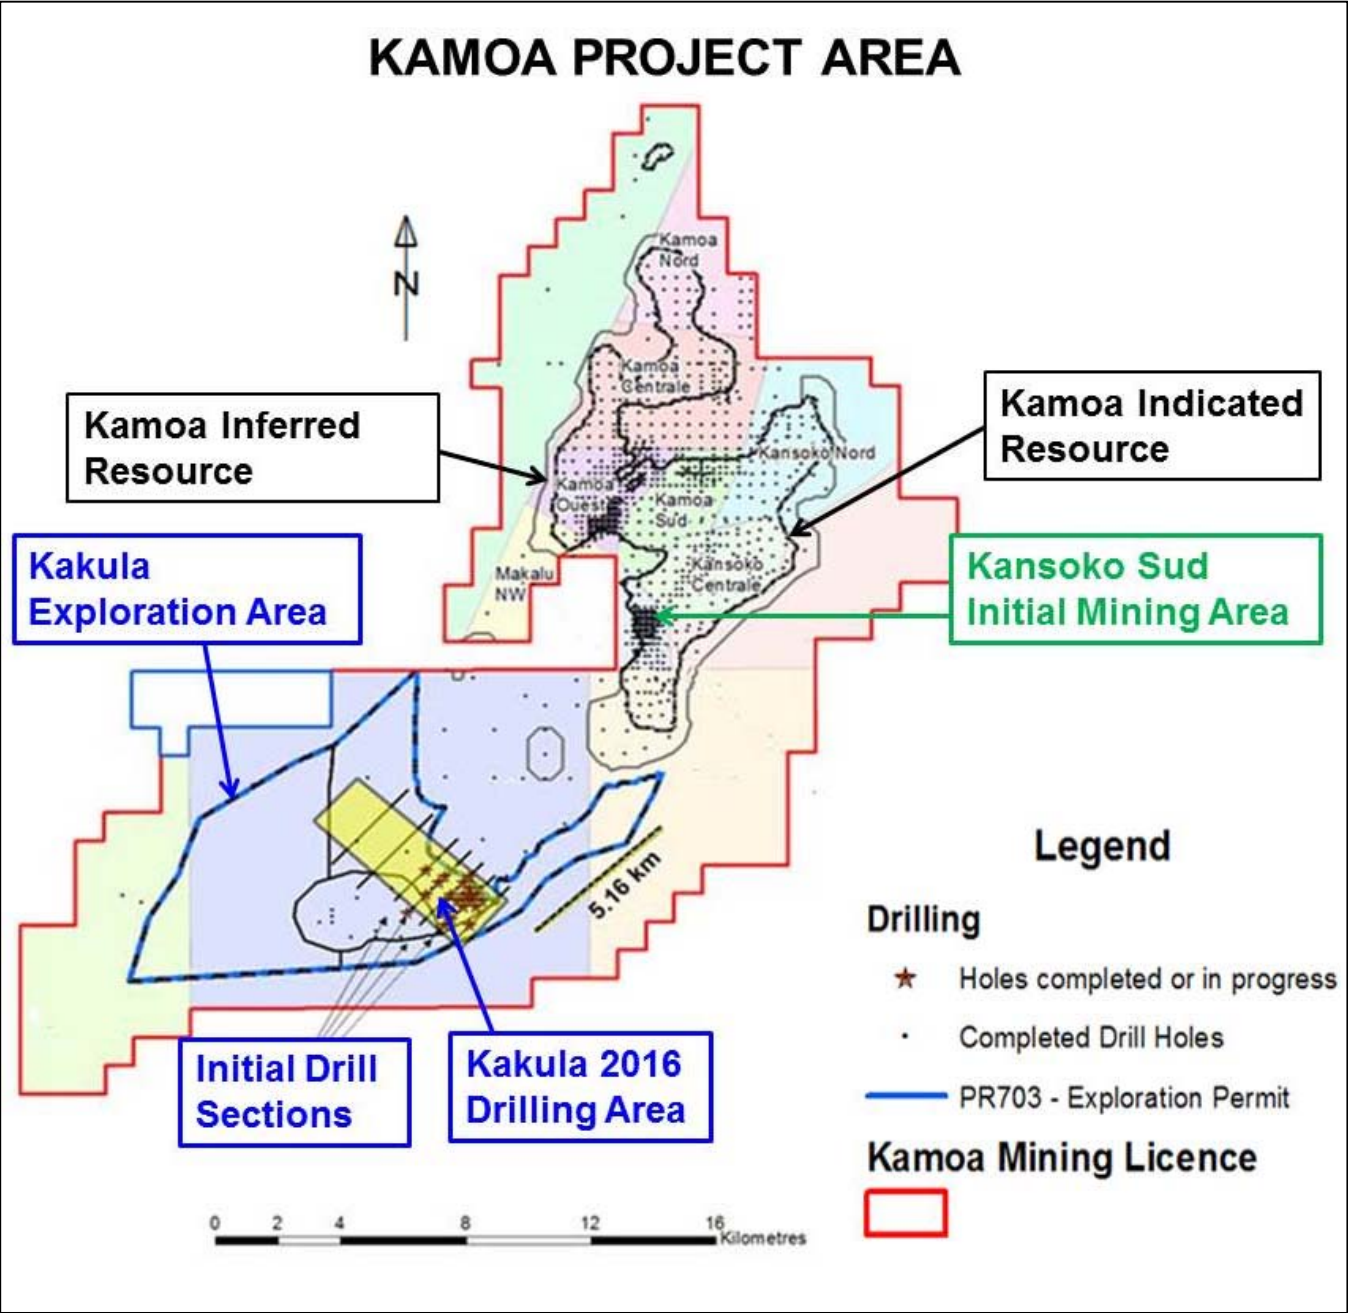 KAMOA PROJECT AREA
N
Kamoa
Nord
Kamoa
Centrale
Kamoa Inferred
Resource
Kamoa Indicated
Resource
Kansoko Nord
Kamoa
Ouest
Kamoa
Sud
Kakula
Exploration Area
Makalu
NW
Kansoko
Centrale
Kansoko Sud
Initial Mining Area
5.16 km
Initial Drill
Sections
Kakula 2016
Drilling Area
Legend
Drilling
Holes completed or in progress
Completed Drill Holes
PR703 - Exploration Permit
Kamoa Mining Licence
0 2 4 8 12 16
Kilometres